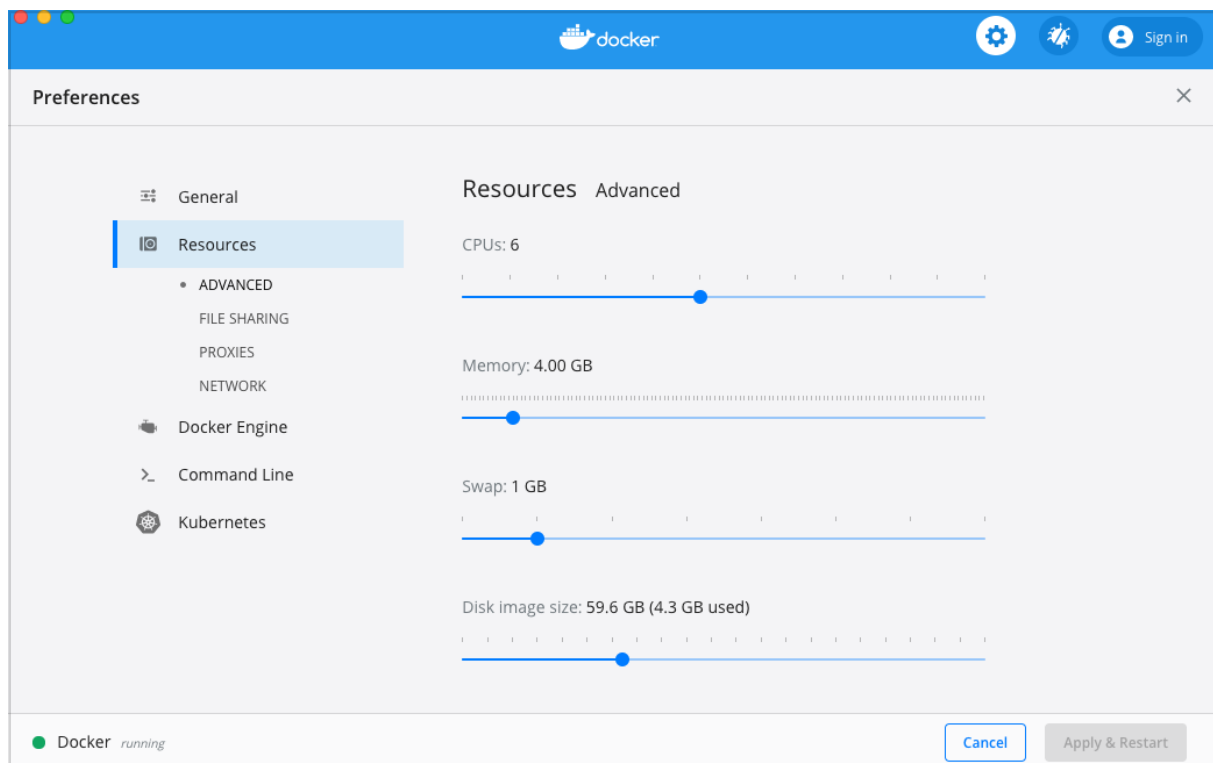 docker
Sign in
Preferences
General
Resources
ADVANCED
FILE SHARING
PROXIES
NETWORK
Docker Engine
Command Line
Kubernetes
Resources Advanced
CPUs: 6
Memory: 4.00 GB
Swap: 1 GB
Disk image size: 59.6 GB (4.3 GB used)
Docker running
Cancel
Apply & Restart